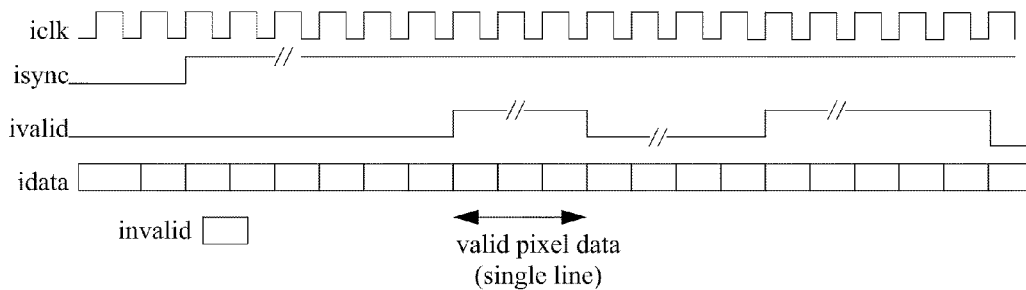 iclk
isync
ivalid
idata
invalid
valid pixel data
(single line)